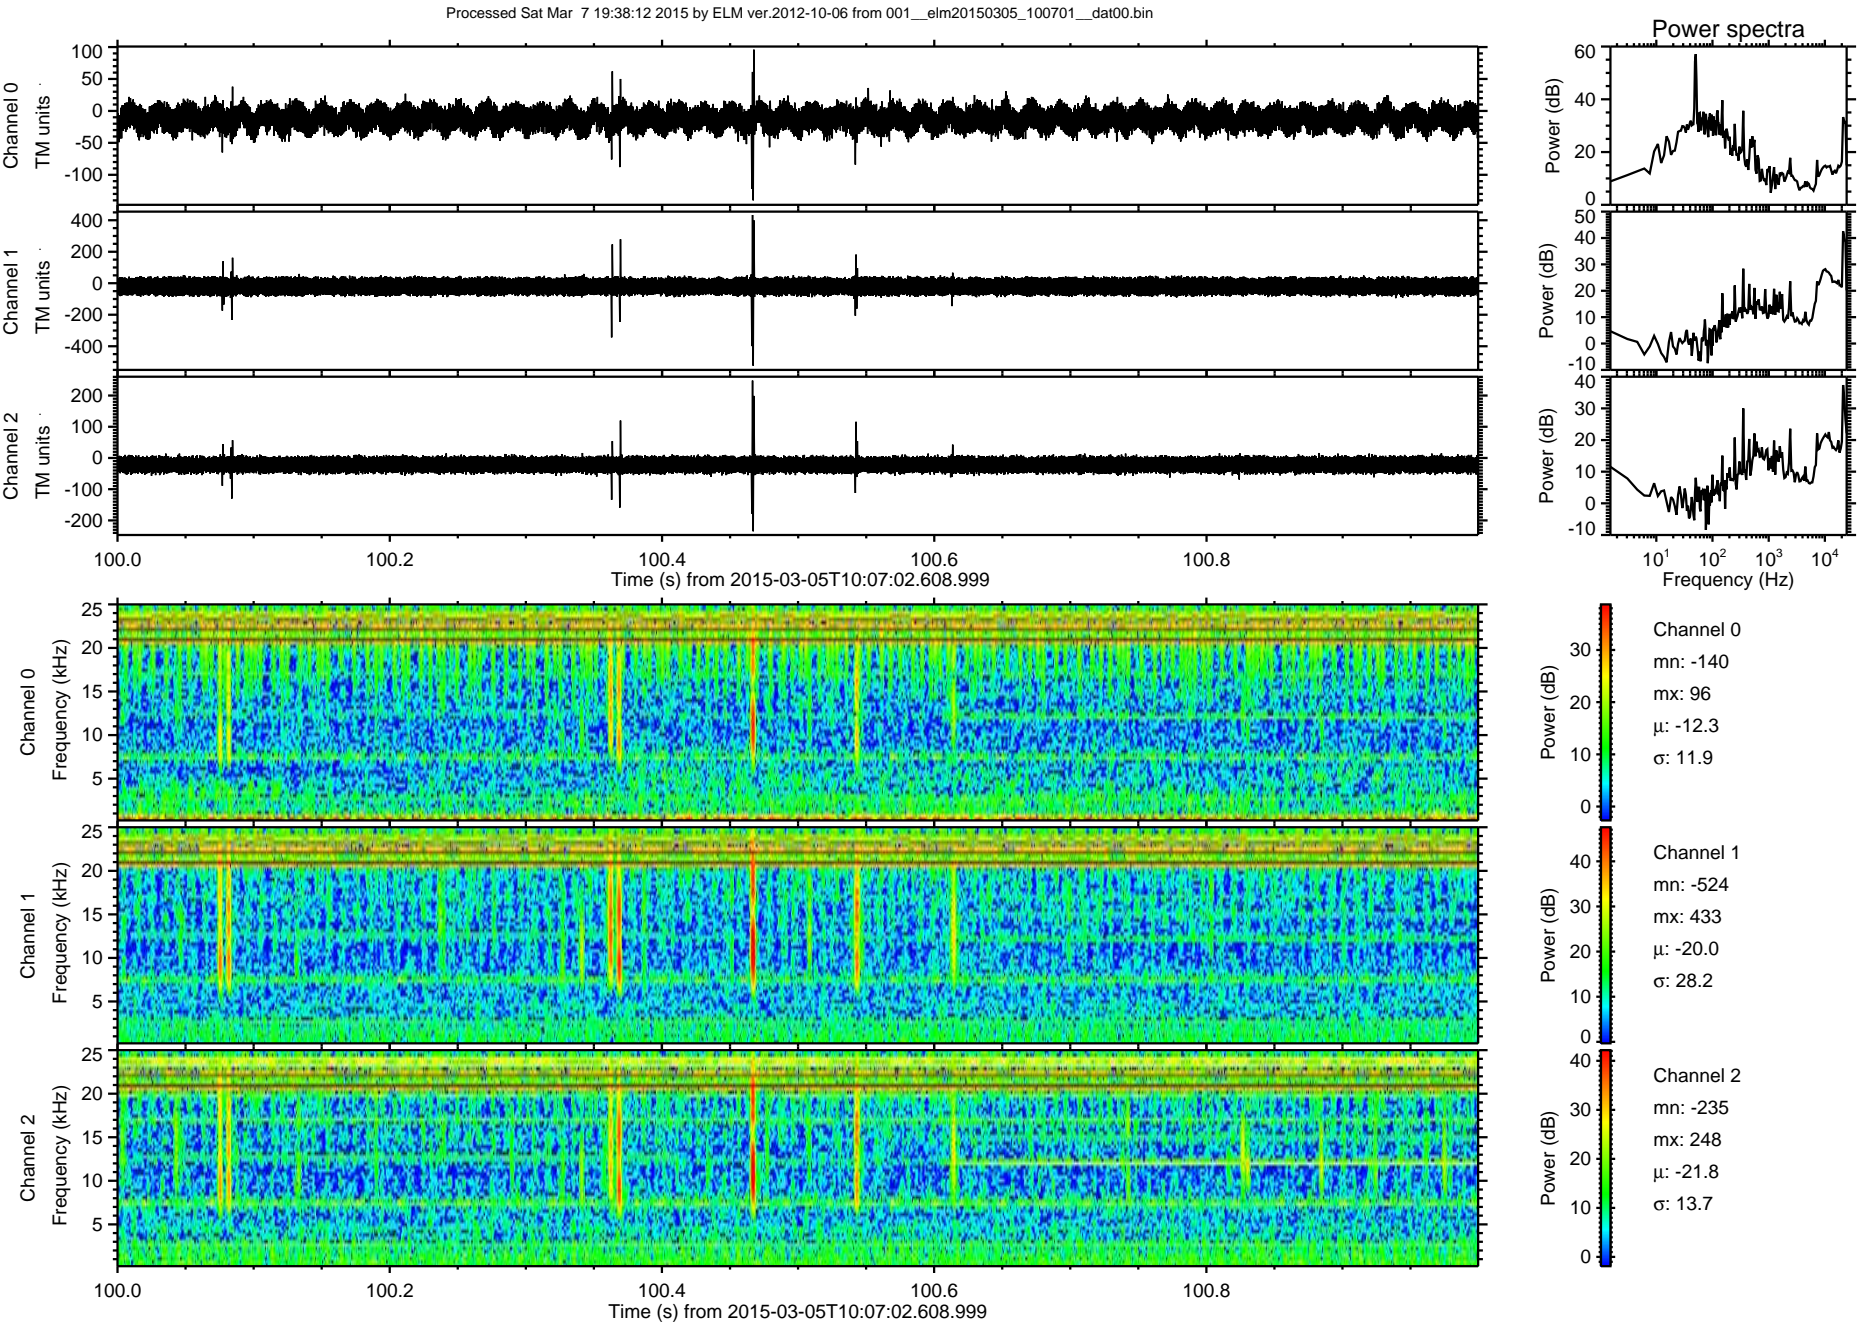 Processed Sat Mar  7 19:38:12 2015 by ELM ver.2012-10-06 from 001__elm20150305_100701__dat00.bin
Power spectra
Channel 0
TM units
100
50
0
-50
-100
Power (dB)
60
40
20
0
Channel 1
TM units
400
200
0
-200
-400
Power (dB)
50
40
30
20
10
0
-10
Channel 2
TM units
200
100
0
-100
-200
Power (dB)
40
30
20
10
0
-10
100.0 100.2 100.4 100.6 100.8
Time (s) from 2015-03-05T10:07:02.608.999
10¹ 10² 10³ 10⁴
Frequency (Hz)
Channel 0
Frequency (kHz)
25
20
15
10
5
Power (dB)
30
20
10
0
Channel 0
mn: -140
mx: 96
μ: -12.3
σ: 11.9
Channel 1
Frequency (kHz)
25
20
15
10
5
Power (dB)
40
30
20
10
0
Channel 1
mn: -524
mx: 433
μ: -20.0
σ: 28.2
Channel 2
Frequency (kHz)
25
20
15
10
5
Power (dB)
40
30
20
10
0
Channel 2
mn: -235
mx: 248
μ: -21.8
σ: 13.7
100.0 100.2 100.4 100.6 100.8
Time (s) from 2015-03-05T10:07:02.608.999